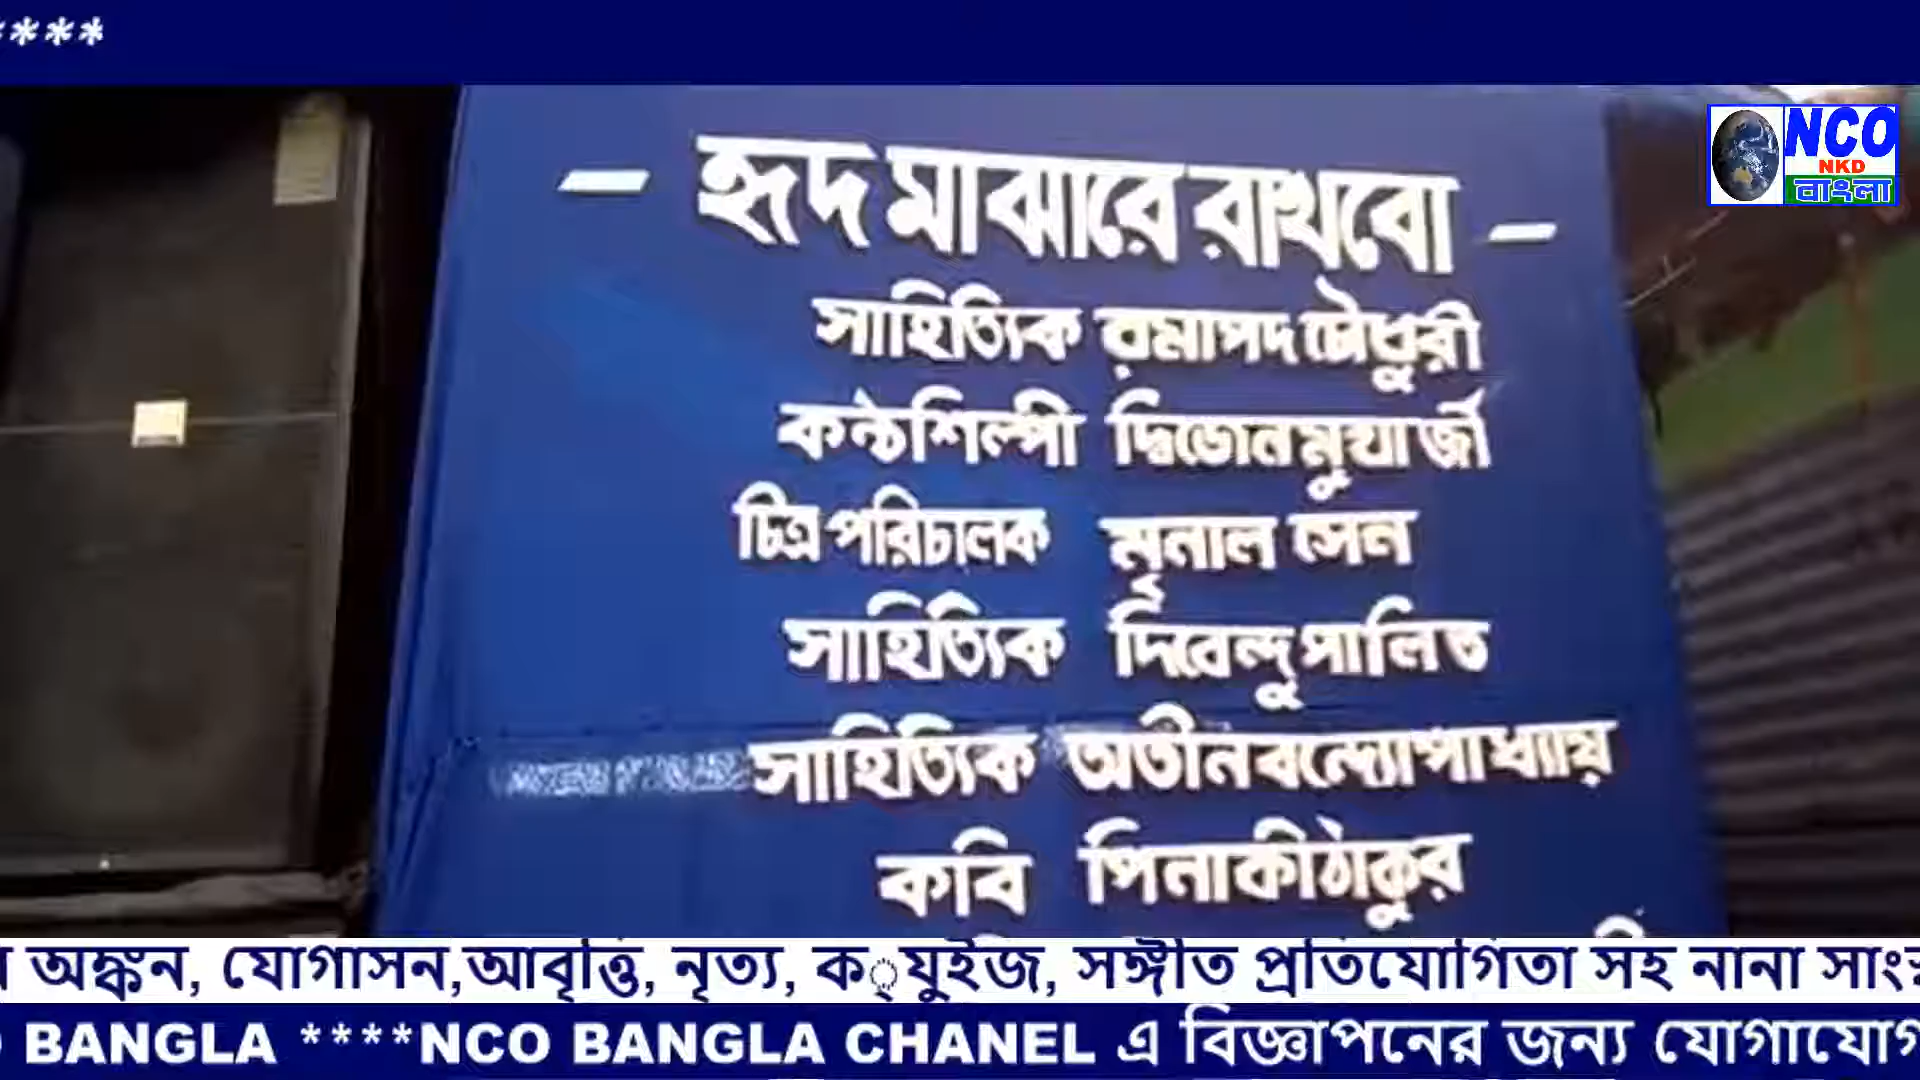 ****
NCO
NKD
বাংলা
— হৃদ মাঝারে রাখবো —
সাহিত্যিক রমাপদ চৌধুরী
কন্ঠশিল্পী দ্বিজেন মুখার্জী
চিত্র পরিচালক মৃনাল সেন
সাহিত্যিক দিব্যেন্দু পালিত
সাহিত্যিক অতীন বন্দ্যোপাধ্যায়
কবি পিনাকী ঠাকুর
অঙ্কন, যোগাসন,আবৃত্তি, নৃত্য, ক্যুইজ, সঙ্গীত প্রতিযোগিতা সহ নানা
BANGLA ****NCO BANGLA CHANEL এ বিজ্ঞাপনের জন্য